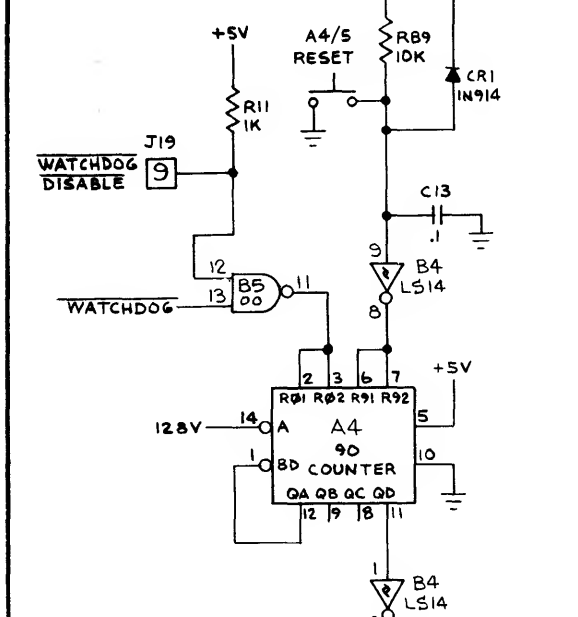 +5V
A4/5
RESET
R89
10K
CR1
1N914
R11
1K
J19
WATCHDOG
DISABLE
9
C13
.1
12
B5
00
11
13
WATCHDOG
9
B4
LS14
8
+5V
2 3 6 7
RØ1 RØ2 R91 R92
5
128V
14
A
A4
90
COUNTER
1
BD
10
QA QB QC QD
12 9 8 11
1
B4
LS14